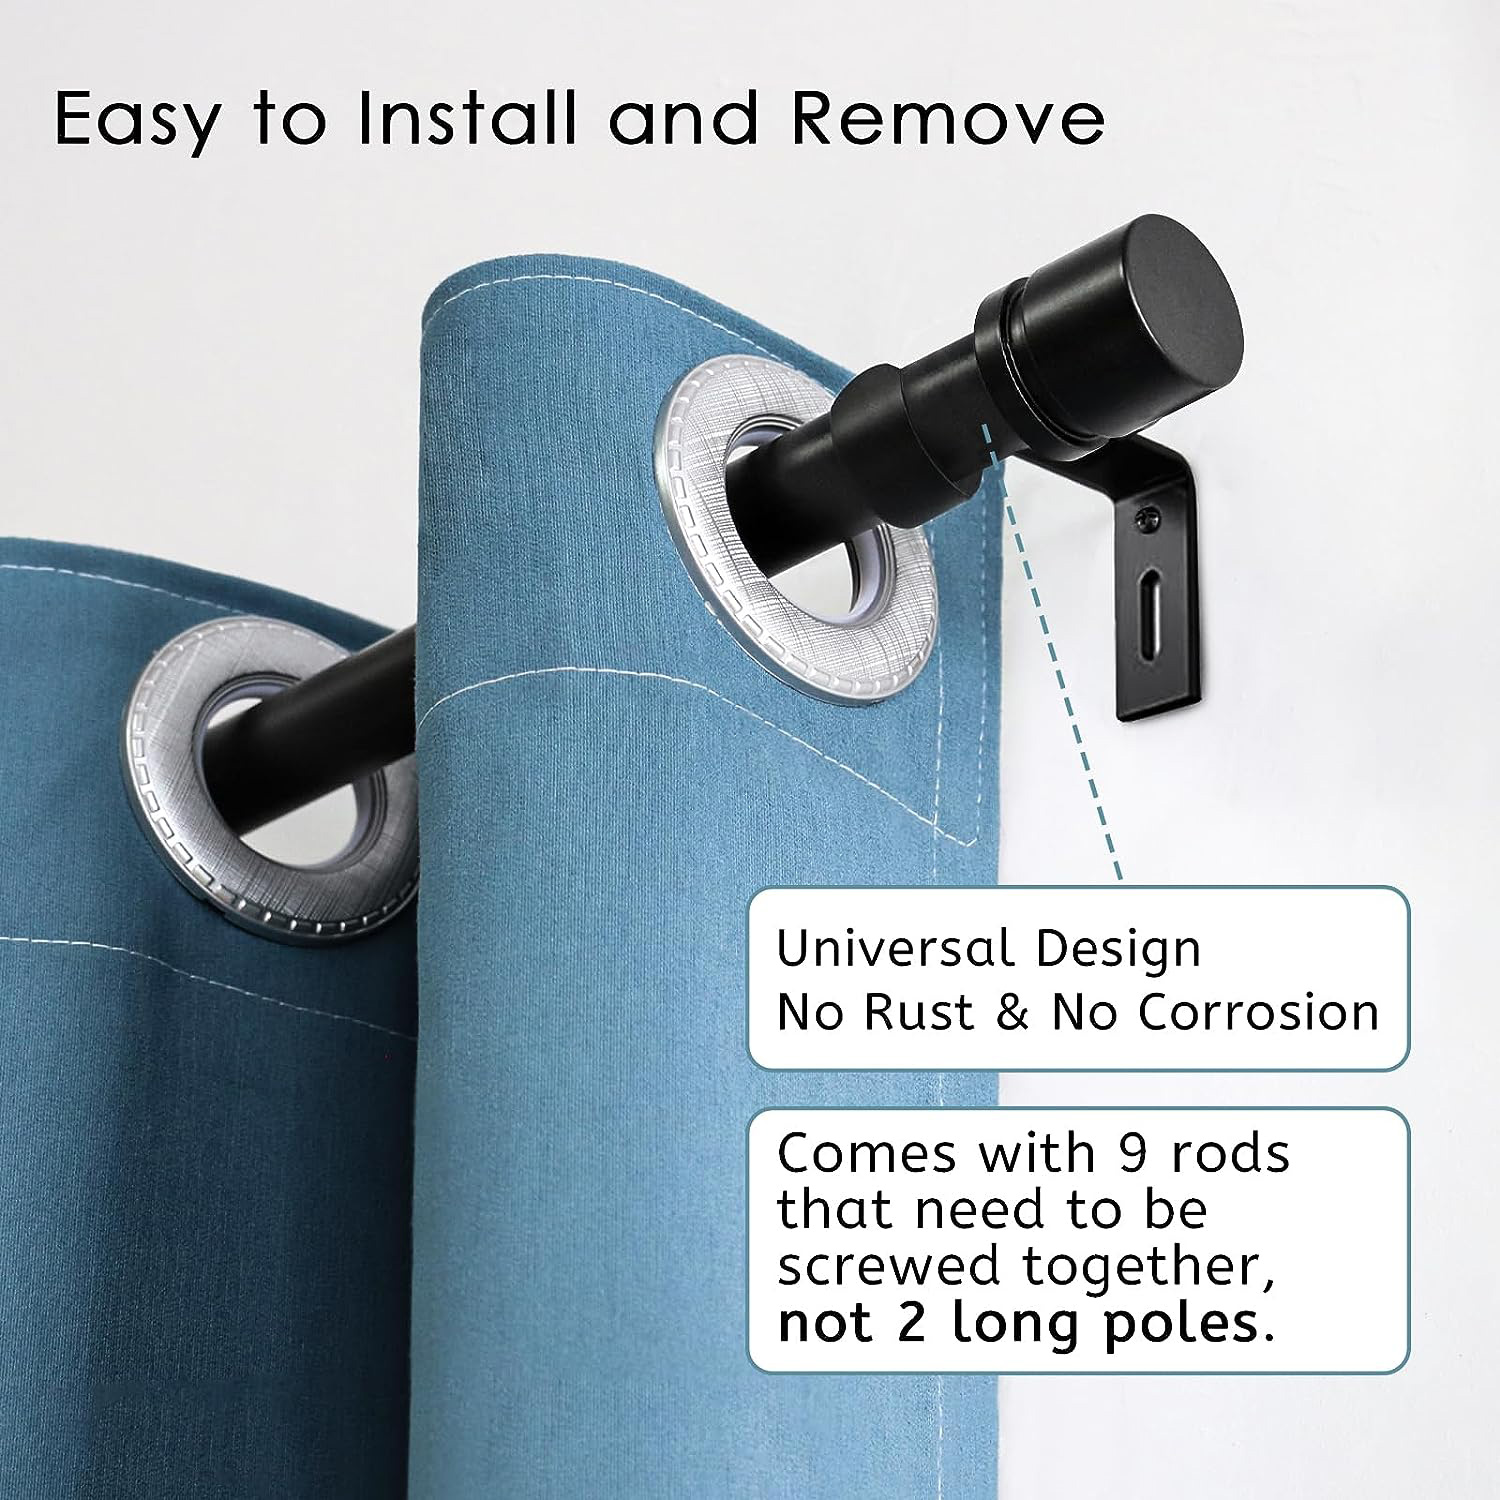 Easy to Install and Remove
Universal Design
No Rust & No Corrosion
Comes with 9 rods
that need to be
screwed together,
not 2 long poles.